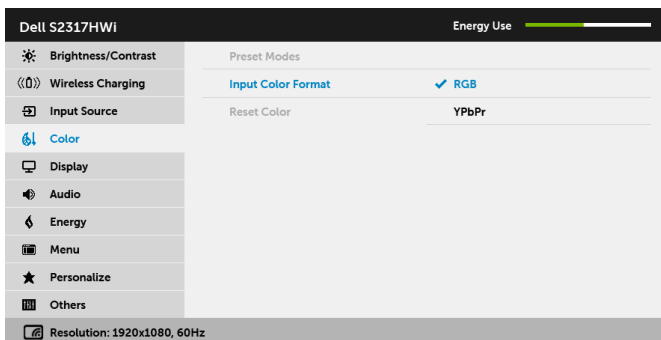 Dell S2317HWi
Energy Use
Brightness/Contrast
Preset Modes
Wireless Charging
Input Color Format
RGB
Input Source
Reset Color
YPbPr
Color
Display
Audio
Energy
Menu
Personalize
Others
Resolution: 1920x1080, 60Hz